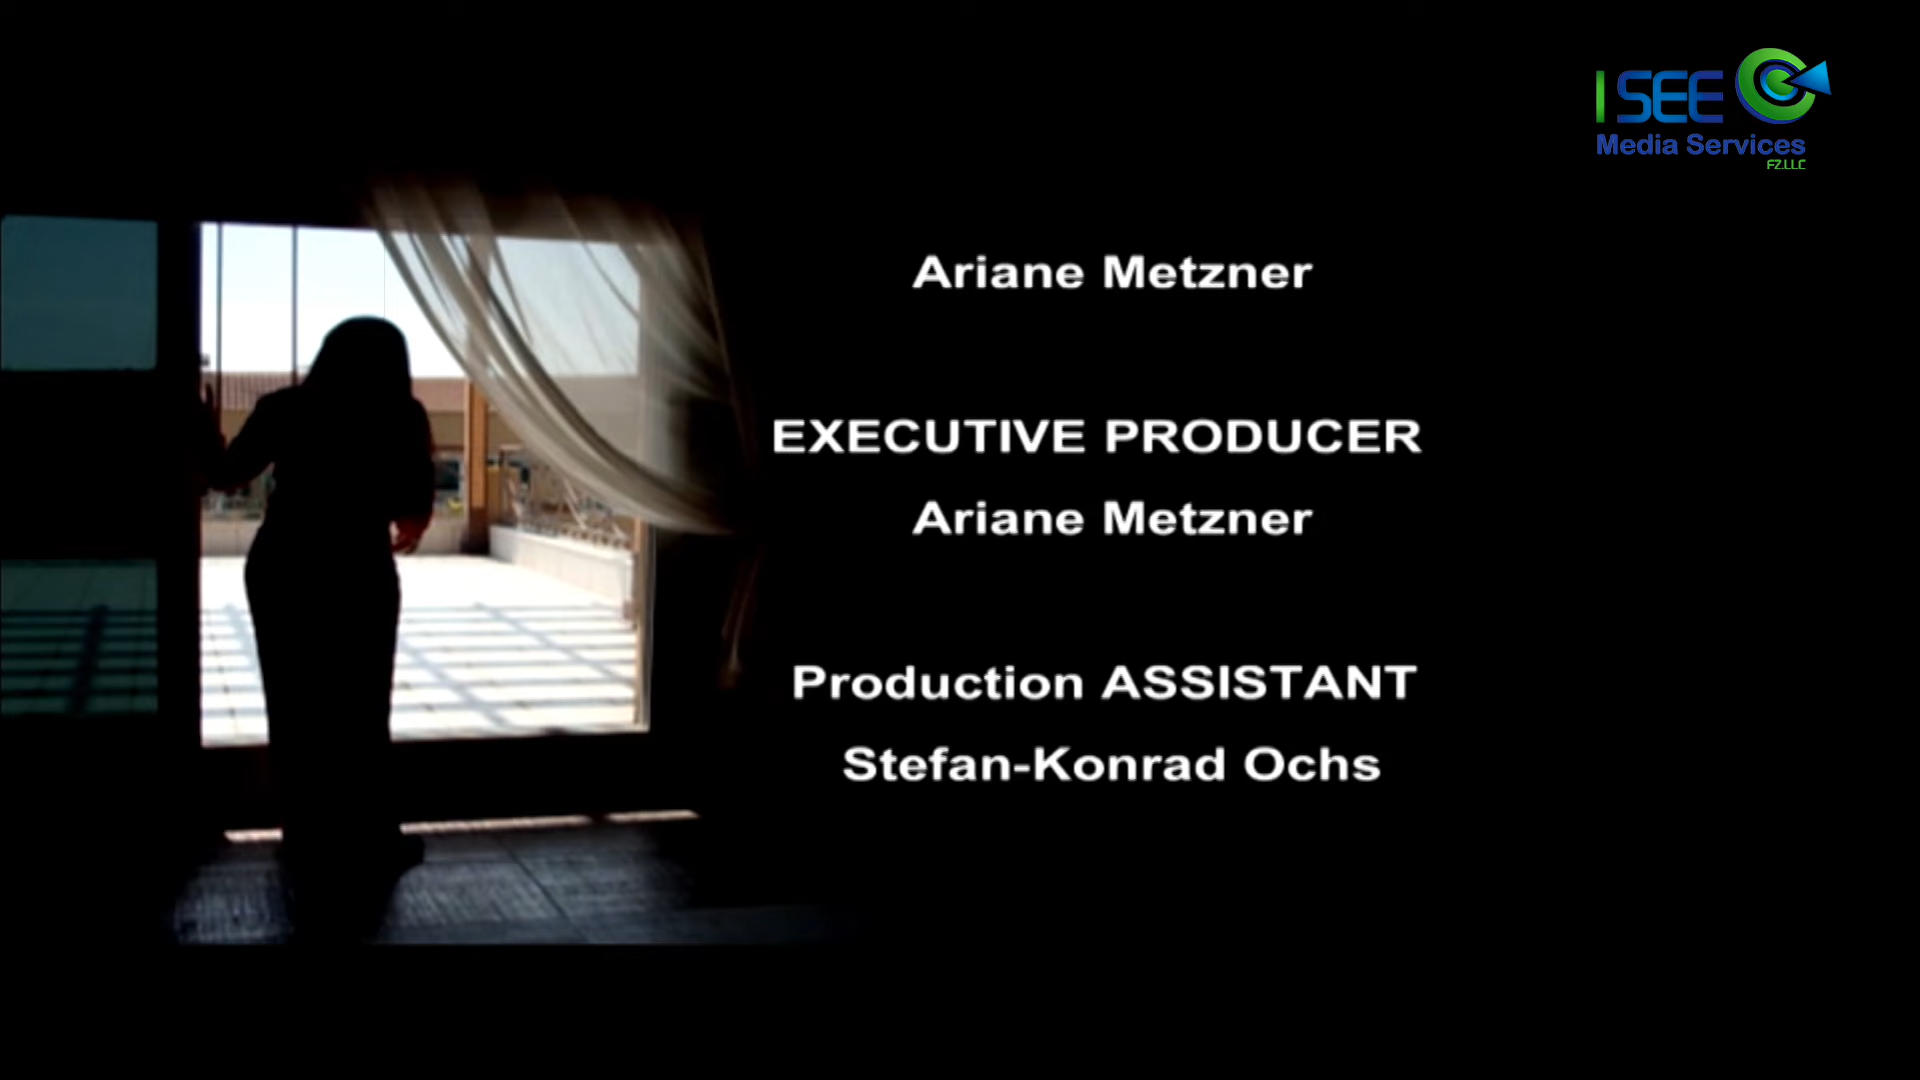 I SEE
Media Services
FZ.LLC
Ariane Metzner
EXECUTIVE PRODUCER
Ariane Metzner
Production ASSISTANT
Stefan-Konrad Ochs